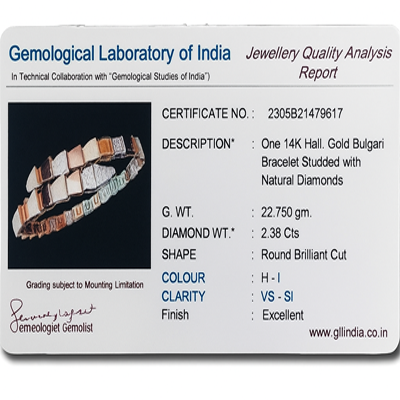 Gemological Laboratory of India
In Technical Collaboration with "Gemological Studies of India")
Jewellery Quality Analysis
Report
CERTIFICATE NO.: 2305B21479617
DESCRIPTION* : One 14K Hall. Gold Bulgari
Bracelet Studded with
Natural Diamonds
G. WT. : 22.750 gm.
DIAMOND WT.* : 2.38 Cts
SHAPE : Round Brilliant Cut
COLOUR : H - I
CLARITY : VS - SI
Finish : Excellent
Grading subject to Mounting Limitation
Gemeologiet Gemolist
www.gllindia.co.in